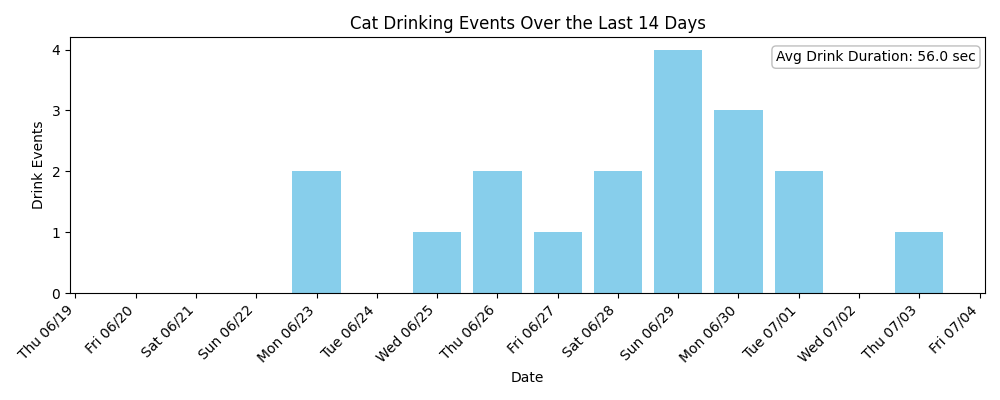 Cat Drinking Events Over the Last 14 Days
Avg Drink Duration: 56.0 sec
Drink Events
4
3
2
1
0
Thu 06/19
Fri 06/20
Sat 06/21
Sun 06/22
Mon 06/23
Tue 06/24
Wed 06/25
Thu 06/26
Fri 06/27
Sat 06/28
Sun 06/29
Mon 06/30
Tue 07/01
Wed 07/02
Thu 07/03
Fri 07/04
Date